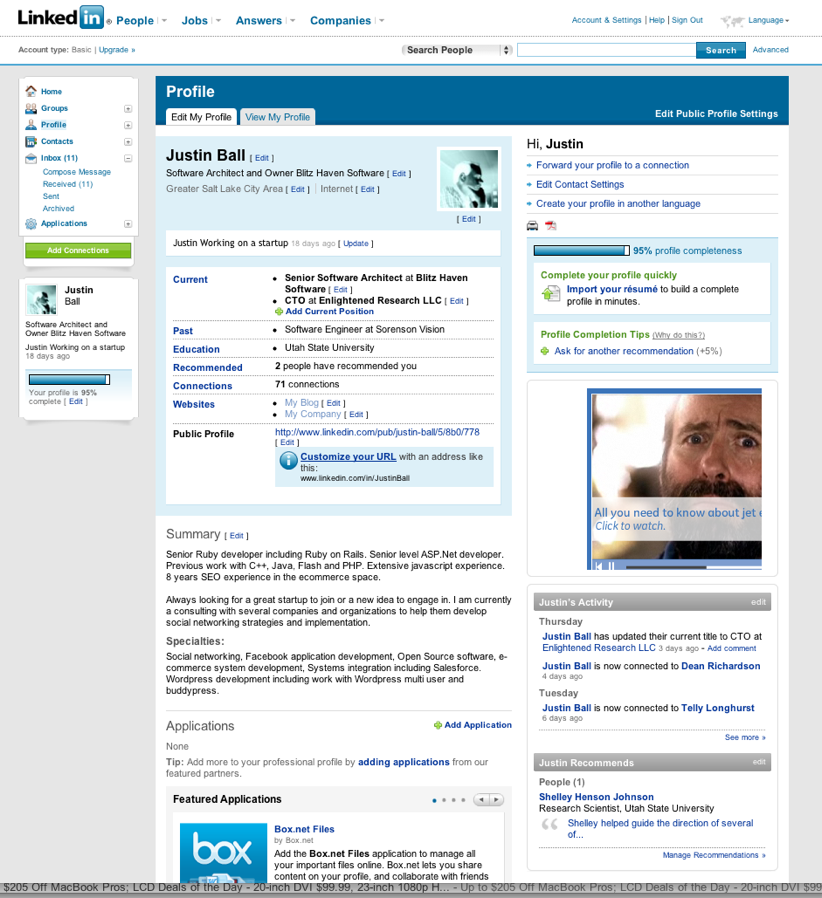 LinkedIn® People Jobs Answers Companies
Account & Settings | Help | Sign Out Language
Account type: Basic | Upgrade »
Search People
Search
Advanced
Home
Groups
Profile
Contacts
Inbox (11)
Compose Message
Received (11)
Sent
Archived
Applications
Add Connections
Justin
Ball
Software Architect and
Owner Blitz Haven Software
Justin Working on a startup
18 days ago
Your profile is 95%
complete [ Edit ]
Profile
Edit My Profile
View My Profile
Edit Public Profile Settings
Justin Ball [ Edit ]
Software Architect and Owner Blitz Haven Software [ Edit ]
Greater Salt Lake City Area [ Edit ] | Internet [ Edit ]
[ Edit ]
Justin Working on a startup 18 days ago [ Update ]
Current
• Senior Software Architect at Blitz Haven
Software [ Edit ]
• CTO at Enlightened Research LLC [ Edit ]
Add Current Position
Past
• Software Engineer at Sorenson Vision
Education
• Utah State University
Recommended
2 people have recommended you
Connections
71 connections
Websites
• My Blog [ Edit ]
• My Company [ Edit ]
Public Profile
http://www.linkedin.com/pub/justin-ball/5/8b0/778
[ Edit ]
Customize your URL with an address like
this:
www.linkedin.com/in/JustinBall
Summary [ Edit ]
Senior Ruby developer including Ruby on Rails. Senior level ASP.Net developer.
Previous work with C++, Java, Flash and PHP. Extensive javascript experience.
8 years SEO experience in the ecommerce space.
Always looking for a great startup to join or a new idea to engage in. I am currently
a consulting with several companies and organizations to help them develop
social networking strategies and implementation.
Specialties:
Social networking, Facebook application development, Open Source software, e-
commerce system development, Systems integration including Salesforce.
Wordpress development including work with Wordpress multi user and
buddypress.
Applications
Add Application
None
Tip: Add more to your professional profile by adding applications from our
featured partners.
Featured Applications
box
Box.net Files
by Box.net
Add the Box.net Files application to manage all
your important files online. Box.net lets you share
content on your profile, and collaborate with friends
Hi, Justin
Forward your profile to a connection
Edit Contact Settings
Create your profile in another language
95% profile completeness
Complete your profile quickly
Import your résumé to build a complete
profile in minutes.
Profile Completion Tips (Why do this?)
Ask for another recommendation (+5%)
All you need to know about jet
Click to watch.
Justin's Activity
edit
Thursday
Justin Ball has updated their current title to CTO at
Enlightened Research LLC 3 days ago - Add comment
Justin Ball is now connected to Dean Richardson
4 days ago
Tuesday
Justin Ball is now connected to Telly Longhurst
6 days ago
See more »
Justin Recommends
edit
People (1)
Shelley Henson Johnson
Research Scientist, Utah State University
“ Shelley helped guide the direction of several
of...
Manage Recommendations »
$205 Off MacBook Pros; LCD Deals of the Day - 20-inch DVI $99.99, 23-inch 1080p H... - Up to $205 Off MacBook Pros; LCD Deals of the Day - 20-inch DVI $99